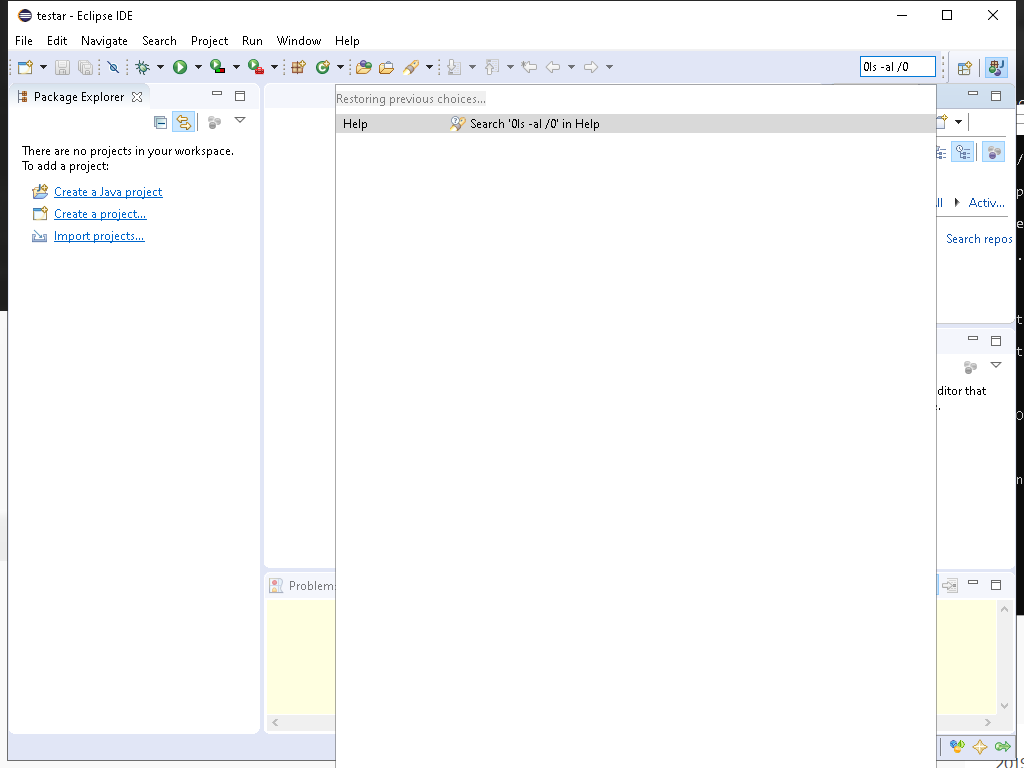 testar - Eclipse IDE
File Edit Navigate Search Project Run Window Help
0ls -al /0
Package Explorer
Restoring previous choices...
Help Search '0ls -al /0' in Help
There are no projects in your workspace.
To add a project:
Create a Java project
Create a project...
Import projects...
Activ...
Search repos
ditor that
Problem